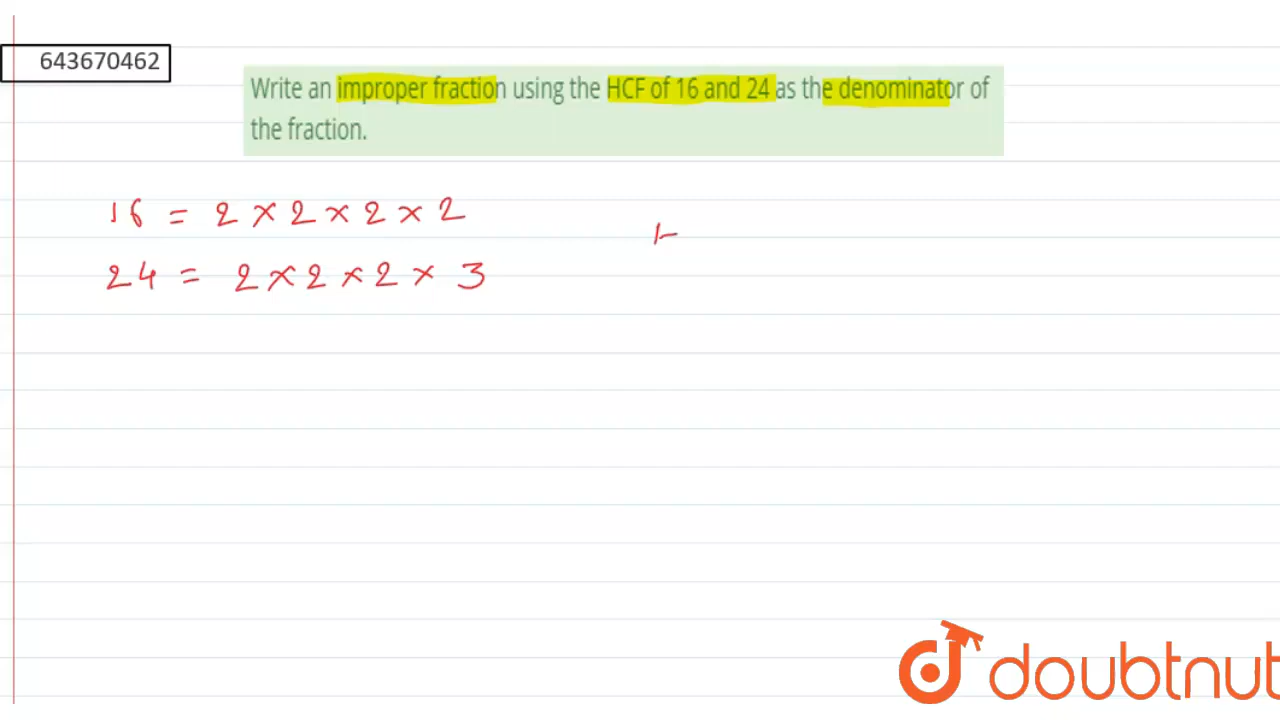 643670462
Write an improper fraction using the HCF of 16 and 24 as the denominator of
the fraction.
16 = 2 × 2 × 2 × 2
24 = 2 × 2 × 2 × 3
doubtnut